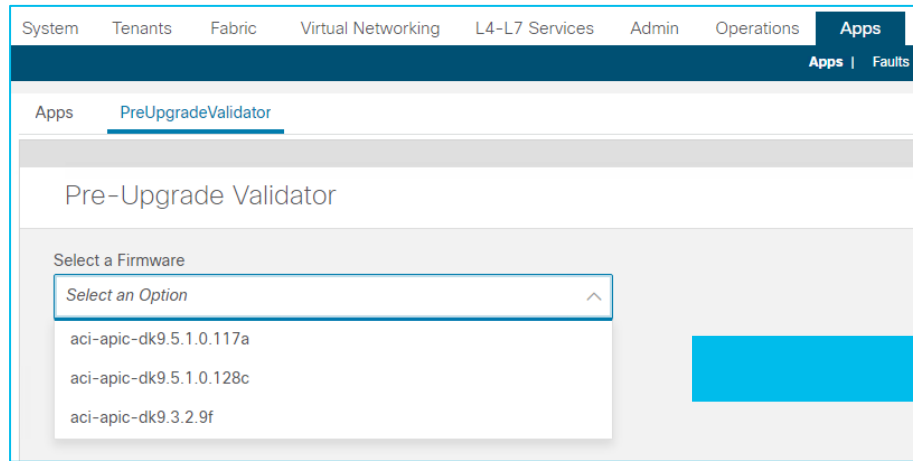 System Tenants Fabric Virtual Networking L4-L7 Services Admin Operations Apps
Apps | Faults
Apps PreUpgradeValidator
Pre-Upgrade Validator
Select a Firmware
Select an Option
aci-apic-dk9.5.1.0.117a
aci-apic-dk9.5.1.0.128c
aci-apic-dk9.3.2.9f